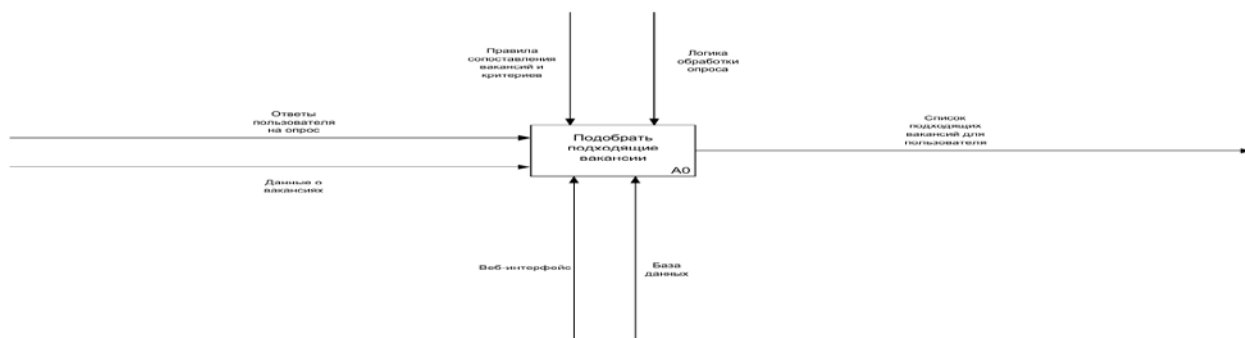 Правила
сопоставления
вакансий и
критериев
Логика
обработки
опроса
Ответы
пользователя
на опрос
Подобрать
подходящие
вакансии
A0
Список
подходящих
вакансий для
пользователя
Данные о
вакансиях
Веб-интерфейс
База
данных